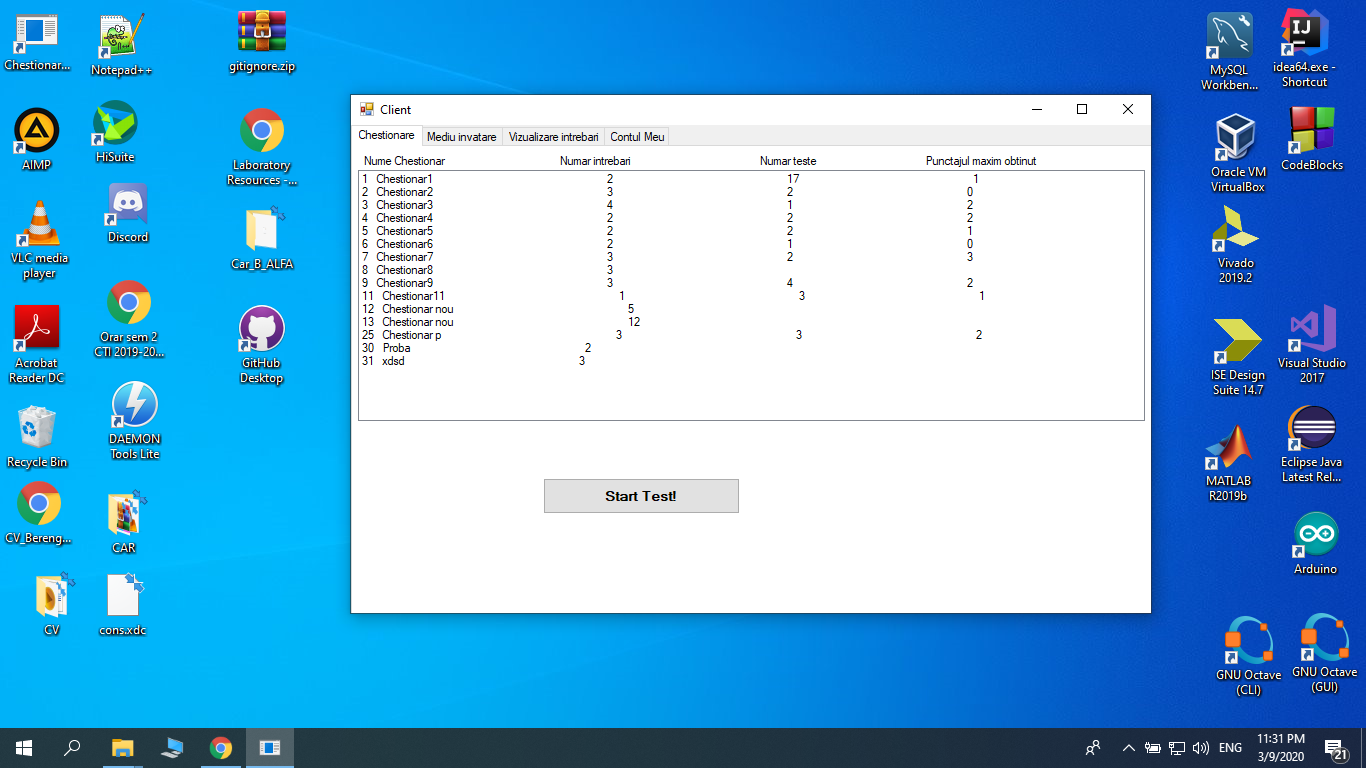 Chestionar...
Notepad++
gitignore.zip
AIMP
HiSuite
Laboratory
Resources -...
VLC media
player
Discord
Car_B_ALFA
Acrobat
Reader DC
Orar sem 2
CTI 2019-20...
GitHub
Desktop
Recycle Bin
DAEMON
Tools Lite
CV_Bereng...
CAR
CV
cons.xdc
Client
Chestionare Mediu invatare Vizualizare intrebari Contul Meu
Nume Chestionar Numar intrebari Numar teste Punctajul maxim obtinut
1 Chestionar1 2 17 1
2 Chestionar2 3 2 0
3 Chestionar3 4 1 2
4 Chestionar4 2 2 2
5 Chestionar5 2 2 1
6 Chestionar6 2 1 0
7 Chestionar7 3 2 3
8 Chestionar8 3
9 Chestionar9 3 4 2
11 Chestionar11 1 3 1
12 Chestionar nou 5
13 Chestionar nou 12
25 Chestionar p 3 3 2
30 Proba 2
31 xdsd 3
Start Test!
MySQL
Workben...
idea64.exe -
Shortcut
IJ
Oracle VM
VirtualBox
CodeBlocks
Vivado
2019.2
ISE Design
Suite 14.7
Visual Studio
2017
MATLAB
R2019b
Eclipse Java
Latest Rel...
Arduino
GNU Octave
(CLI)
GNU Octave
(GUI)
ENG
11:31 PM
3/9/2020
21